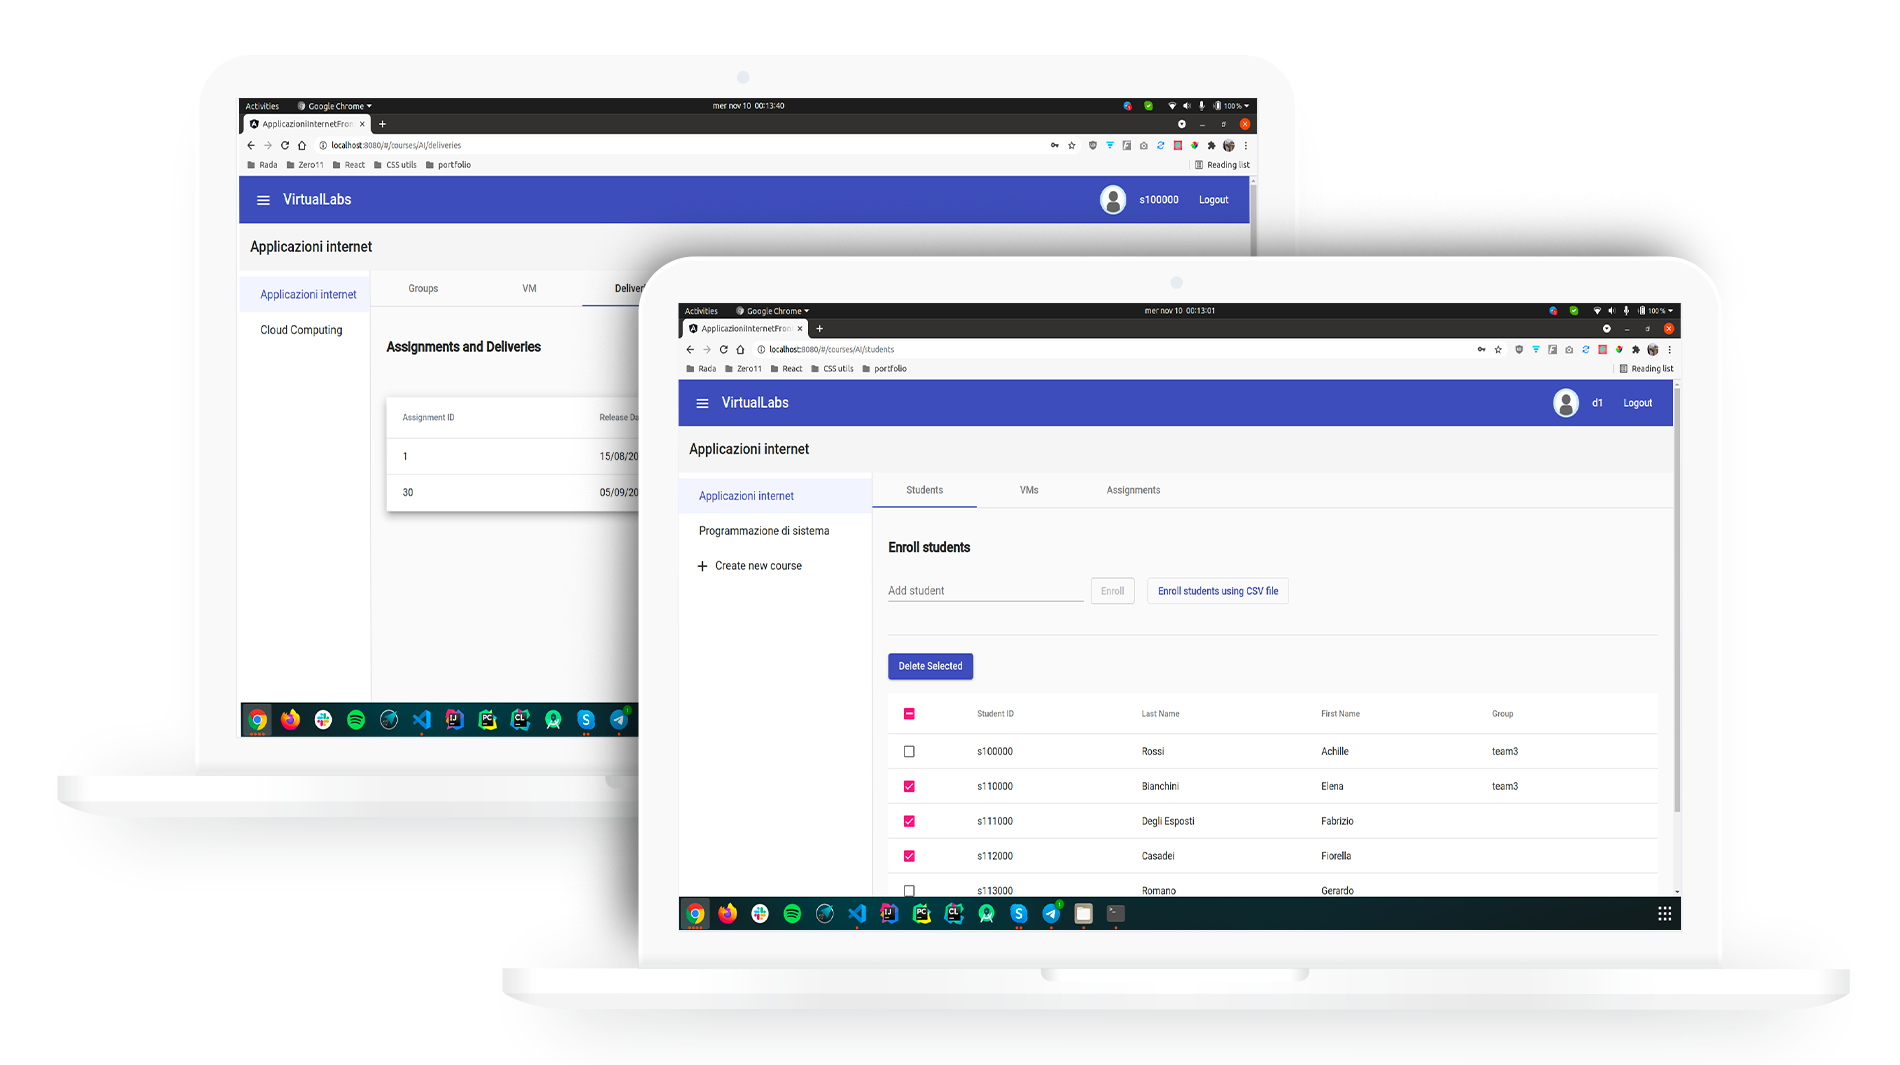 Activities Google Chrome mer nov 10 00:13:40 100 %
ApplicazioniInternetFron
localhost:8080/#/courses/AI/deliveries
Rada Zero11 React CSS utils portfolio Reading list
VirtualLabs s100000 Logout
Applicazioni internet
Applicazioni internet
Cloud Computing
Groups VM Deliver
Assignments and Deliveries
Assignment ID Release Da
1 15/08/20
30 05/09/20
Activities Google Chrome mer nov 10 00:13:01 100 %
ApplicazioniInternetFron
localhost:8080/#/courses/AI/students
Rada Zero11 React CSS utils portfolio Reading list
VirtualLabs d1 Logout
Applicazioni internet
Applicazioni internet
Programmazione di sistema
+ Create new course
Students VMs Assignments
Enroll students
Add student Enroll Enroll students using CSV file
Delete Selected
Student ID Last Name First Name Group
s100000 Rossi Achille team3
s110000 Bianchini Elena team3
s111000 Degli Esposti Fabrizio
s112000 Casadei Fiorella
s113000 Romano Gerardo